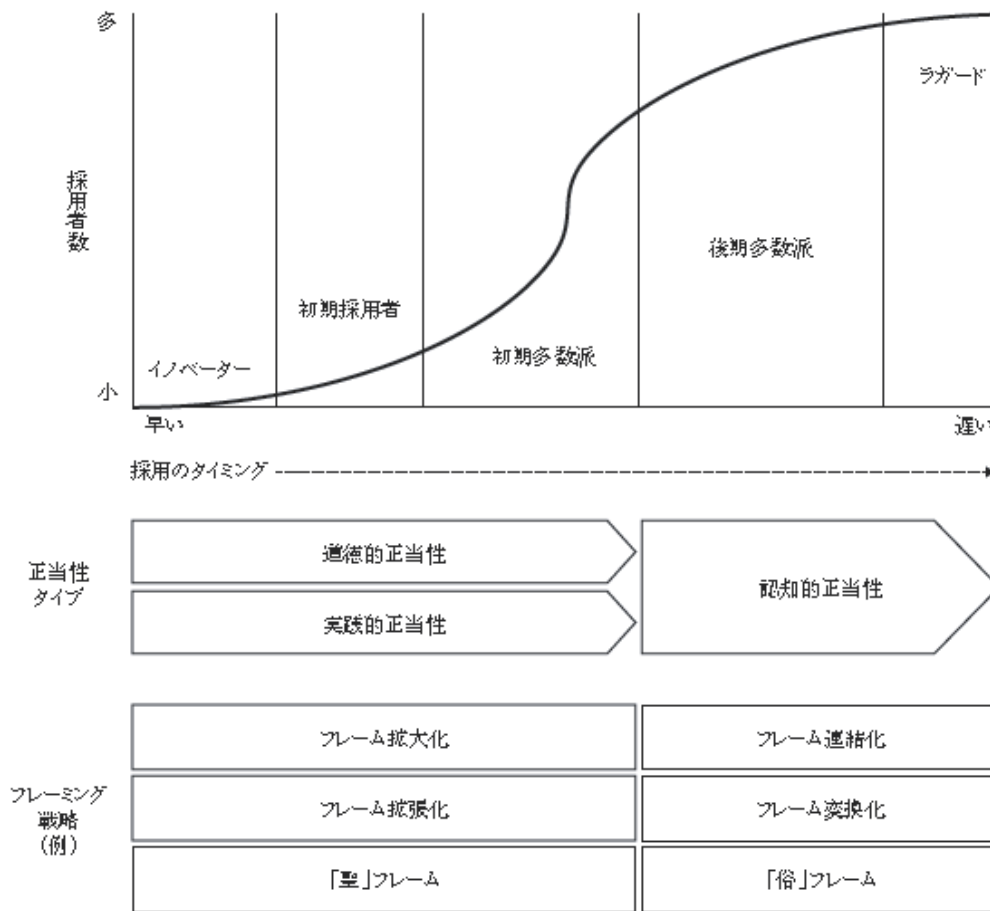 多
ラガード
採用者数
後期多数派
初期採用者
初期多数派
イノベーター
小
早い
遅い
採用のタイミング
正当性
タイプ
道徳的正当性
実践的正当性
認知的正当性
フレーミング
戦略
(例)
フレーム拡大化
フレーム連結化
フレーム拡張化
フレーム変換化
「聖」フレーム
「俗」フレーム